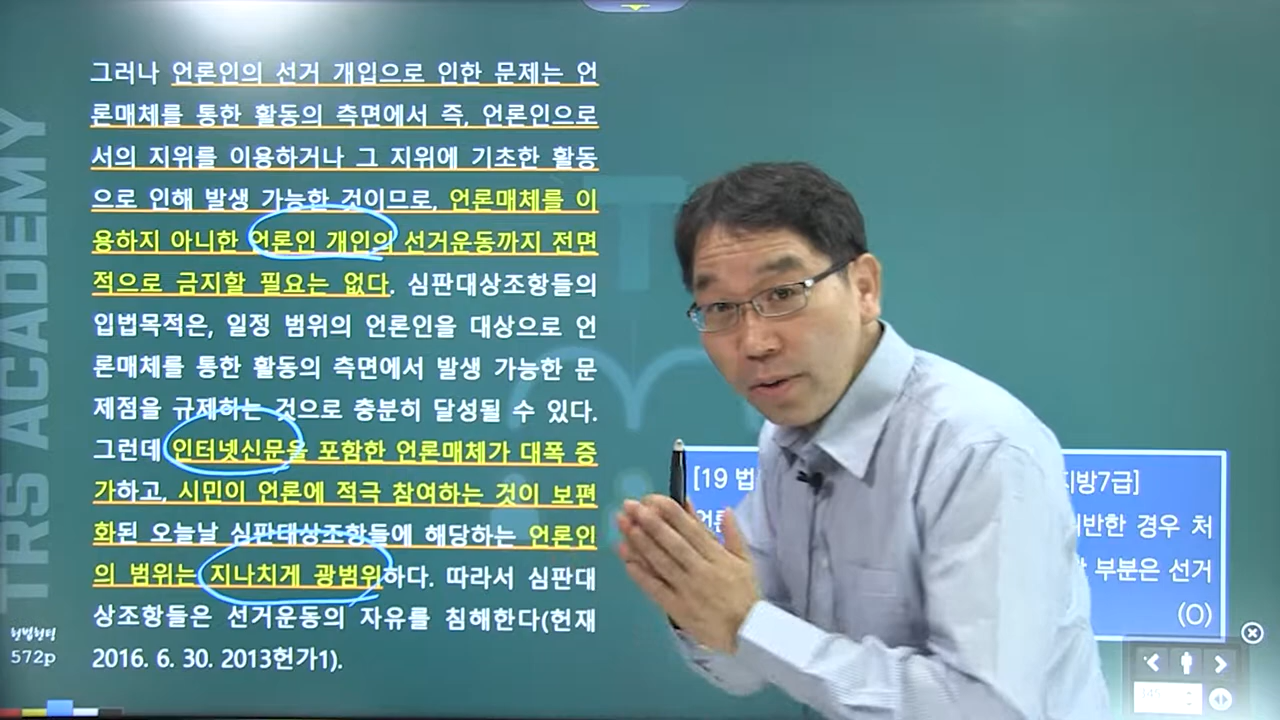 그러나 언론인의 선거 개입으로 인한 문제는 언
론매체를 통한 활동의 측면에서 즉, 언론인으로
서의 지위를 이용하거나 그 지위에 기초한 활동
으로 인해 발생 가능한 것이므로, 언론매체를 이
용하지 아니한 언론인 개인의 선거운동까지 전면
적으로 금지할 필요는 없다. 심판대상조항들의
입법목적은, 일정 범위의 언론인을 대상으로 언
론매체를 통한 활동의 측면에서 발생 가능한 문
제점을 규제하는 것으로 충분히 달성될 수 있다.
그런데 인터넷신문을 포함한 언론매체가 대폭 증
가하고, 시민이 언론에 적극 참여하는 것이 보편
화된 오늘날 심판대상조항들에 해당하는 언론인
의 범위는 지나치게 광범위하다. 따라서 심판대
상조항들은 선거운동의 자유를 침해한다(헌재
2016. 6. 30. 2013헌가1).
572p
TRS ACADEMY
[19 법 지방7급]
위반한 경우 처
부분은 선거
(O)